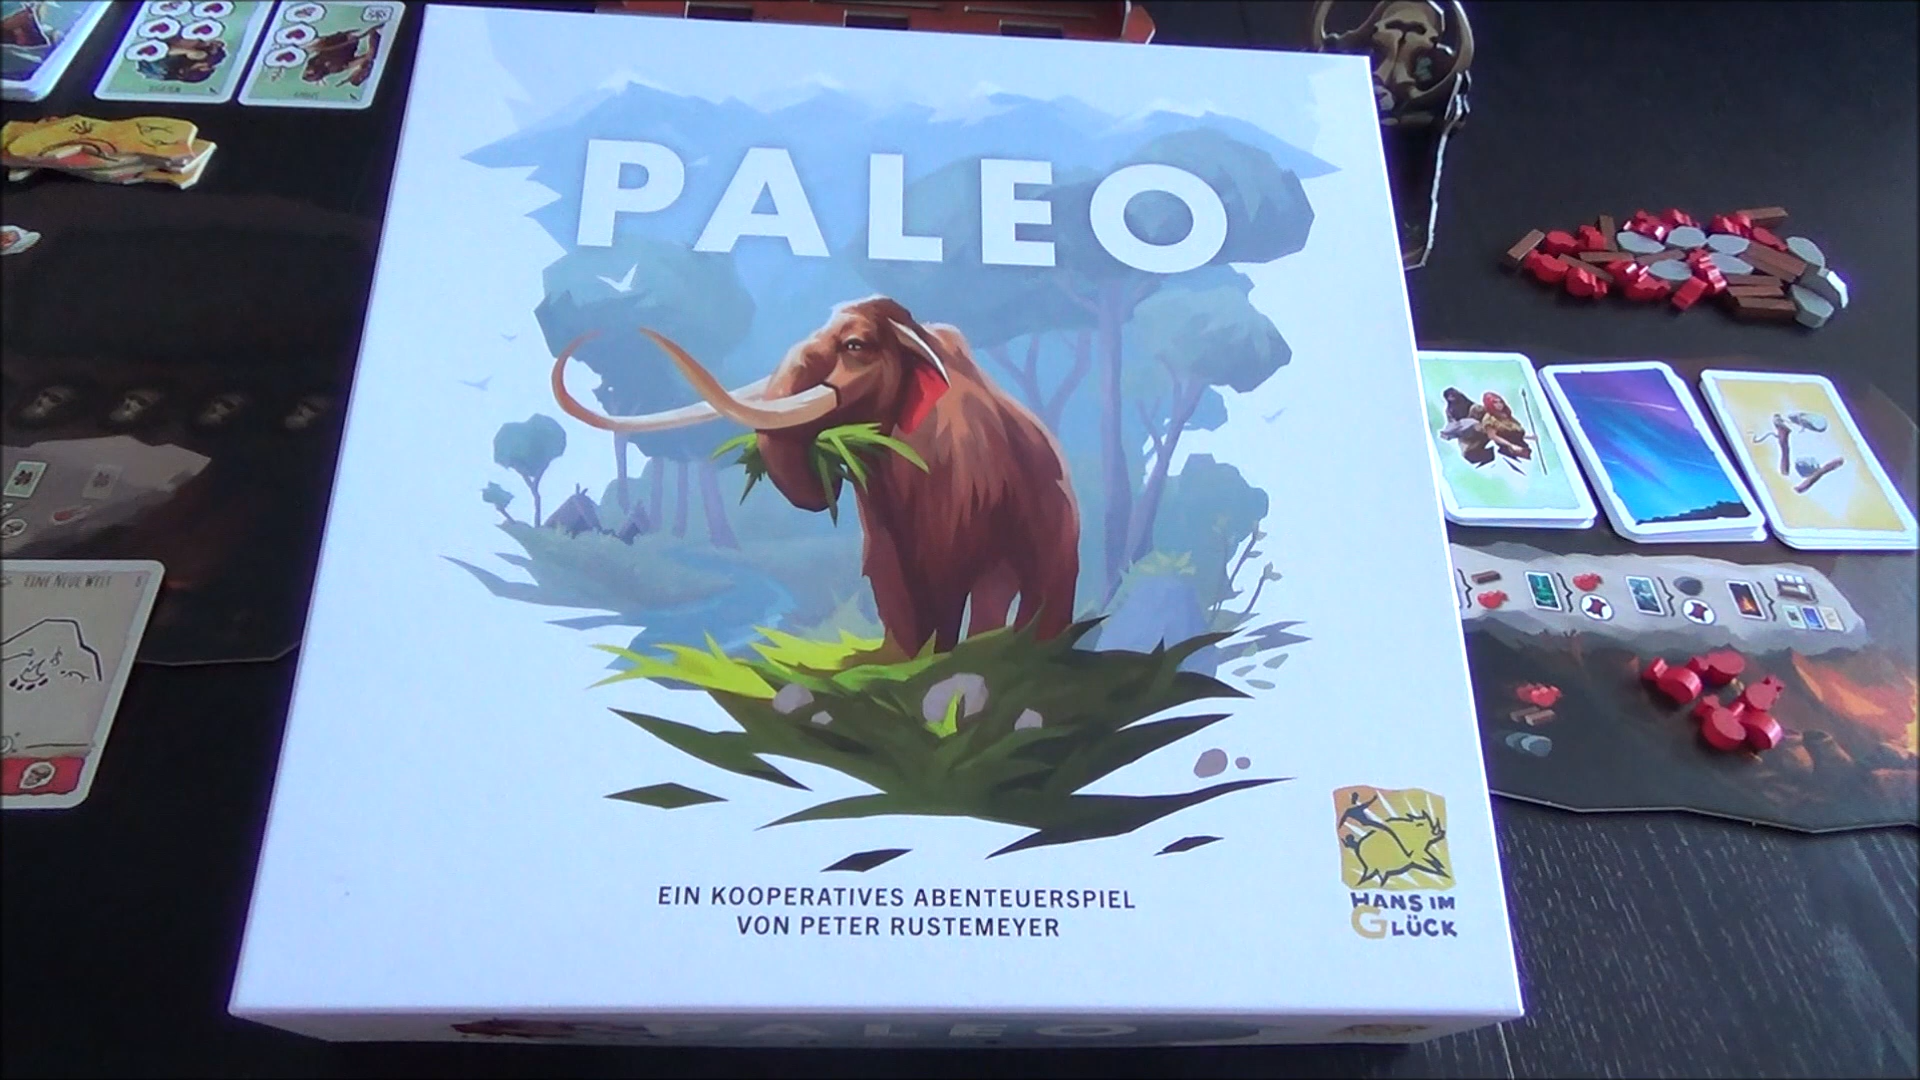 PALEO
EIN KOOPERATIVES ABENTEUERSPIEL
VON PETER RUSTEMEYER
HANS IM
GLÜCK
EINE NEUE WELT
PALEO